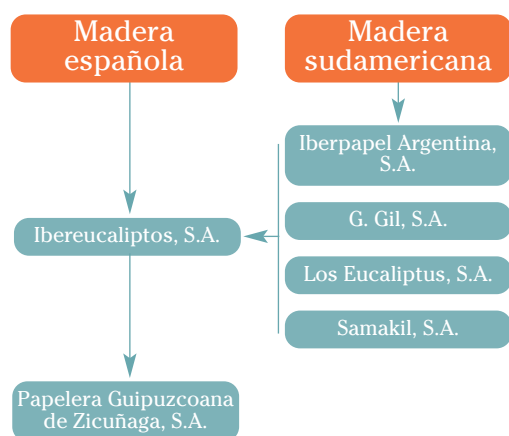 Madera
española
Madera
sudamericana
Iberpapel Argentina,
S.A.
G. Gil, S.A.
Ibereucaliptos, S.A.
Los Eucaliptus, S.A.
Samakil, S.A.
Papelera Guipuzcoana
de Zicuñaga, S.A.